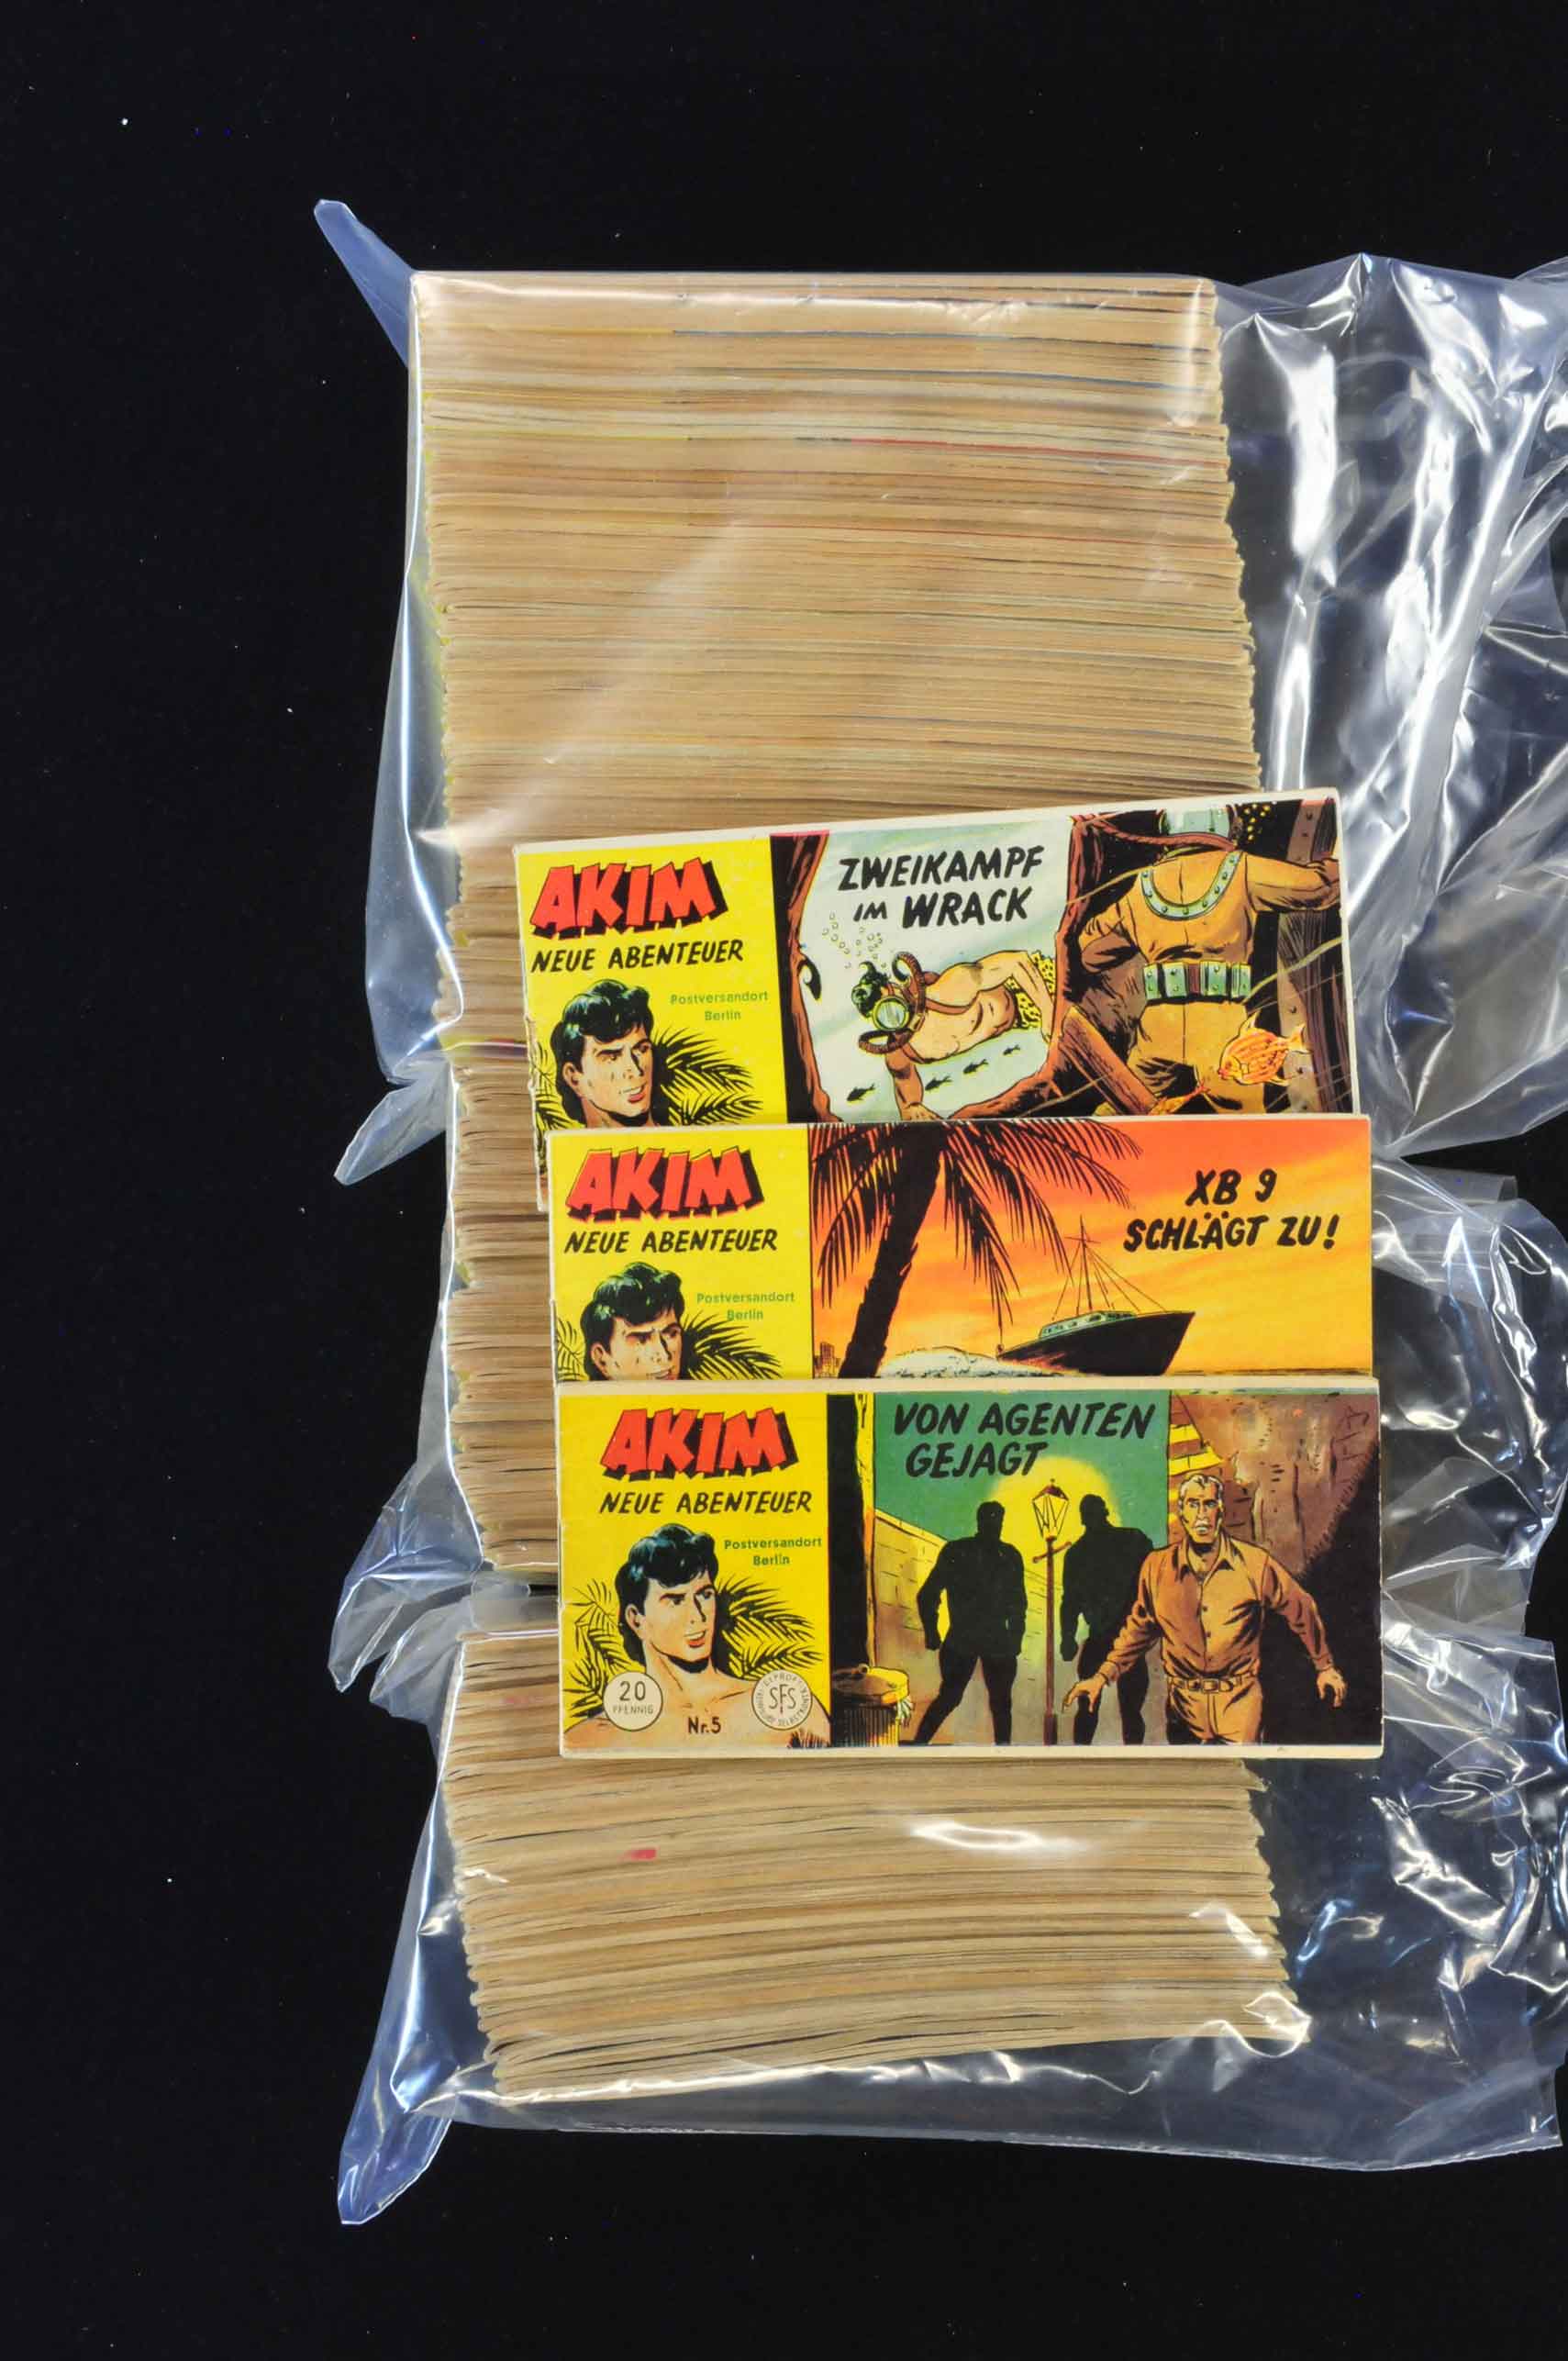 AKIM
NEUE ABENTEUER
Postversandort
Berlin
ZWEIKAMPF
IM WRACK
AKIM
NEUE ABENTEUER
Postversandort
Berlin
XB 9
SCHLÄGT ZU!
AKIM
NEUE ABENTEUER
Postversandort
Berlin
20
PFENNIG
Nr.5
SFS
VON AGENTEN
GEJAGT